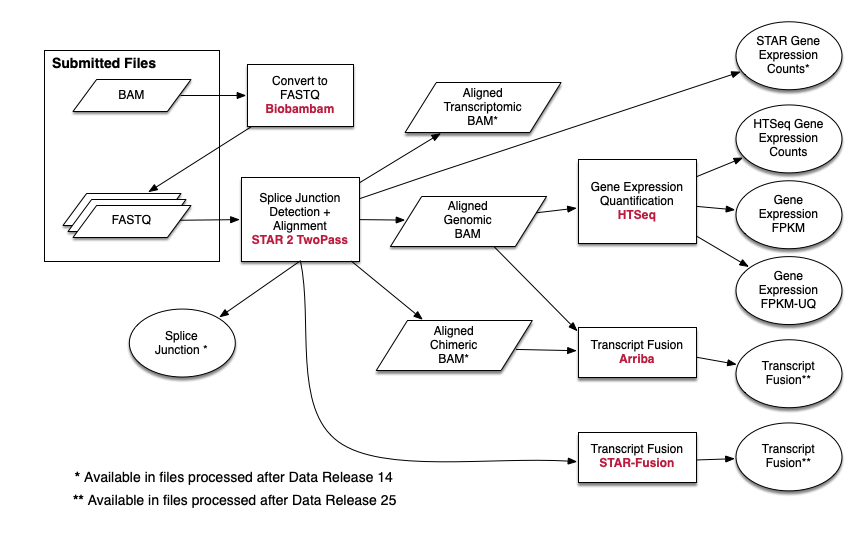 Submitted Files
BAM
FASTQ
Convert to
FASTQ
Biobambam
Splice Junction
Detection +
Alignment
STAR 2 TwoPass
Splice
Junction *
Aligned
Transcriptomic
BAM*
Aligned
Genomic
BAM
Aligned
Chimeric
BAM*
Gene Expression
Quantification
HTSeq
Transcript Fusion
Arriba
Transcript Fusion
STAR-Fusion
STAR Gene
Expression
Counts*
HTSeq Gene
Expression
Counts
Gene
Expression
FPKM
Gene
Expression
FPKM-UQ
Transcript
Fusion**
Transcript
Fusion**
* Available in files processed after Data Release 14
** Available in files processed after Data Release 25